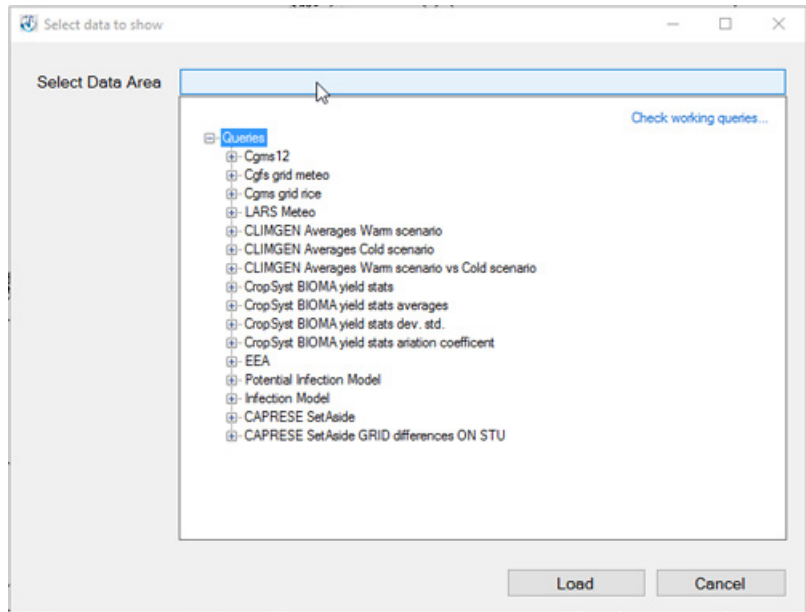 Select data to show
Select Data Area
Check working queries...
Queries
Cgms12
Cgfs grid meteo
Cgms grid rice
LARS Meteo
CLIMGEN Averages Warm scenario
CLIMGEN Averages Cold scenario
CLIMGEN Averages Warm scenario vs Cold scenario
CropSyst BIOMA yield stats
CropSyst BIOMA yield stats averages
CropSyst BIOMA yield stats dev. std.
CropSyst BIOMA yield stats ariation coefficent
EEA
Potential Infection Model
Infection Model
CAPRESE SetAside
CAPRESE SetAside GRID differences ON STU
Load Cancel